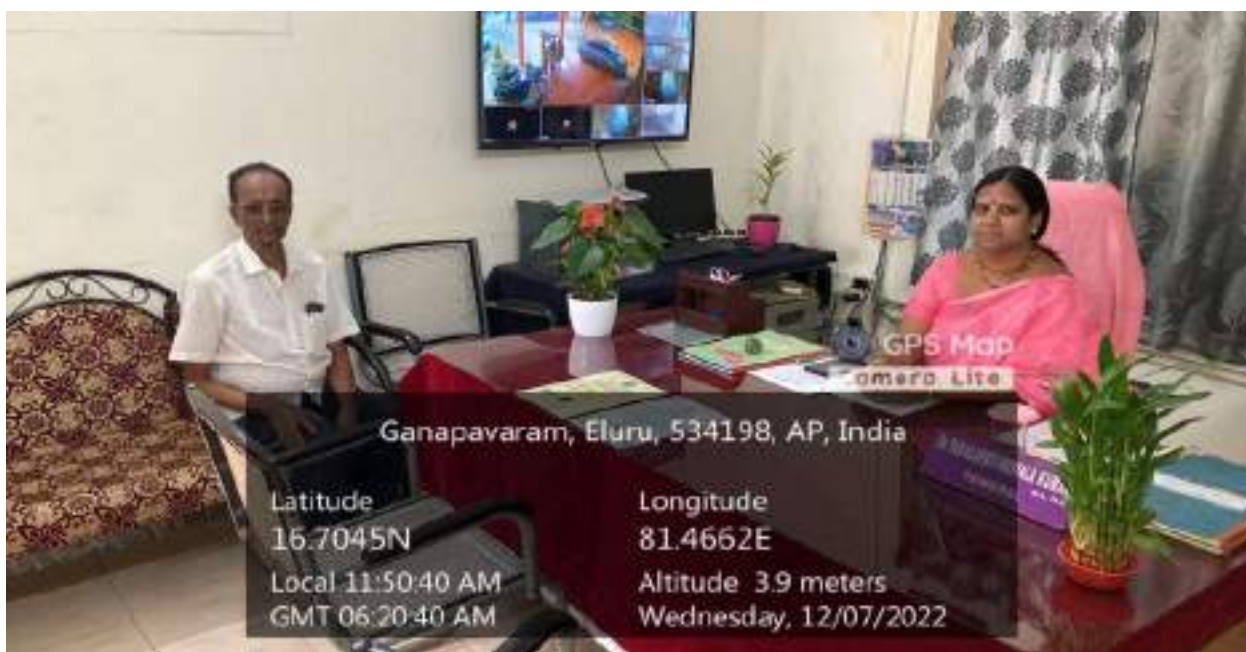 GPS Map
Camera Lite
Ganapavaram, Eluru, 534198, AP, India
Latitude
16.7045N
Longitude
81.4662E
Local 11:50:40 AM
GMT 06:20:40 AM
Altitude 3.9 meters
Wednesday, 12/07/2022